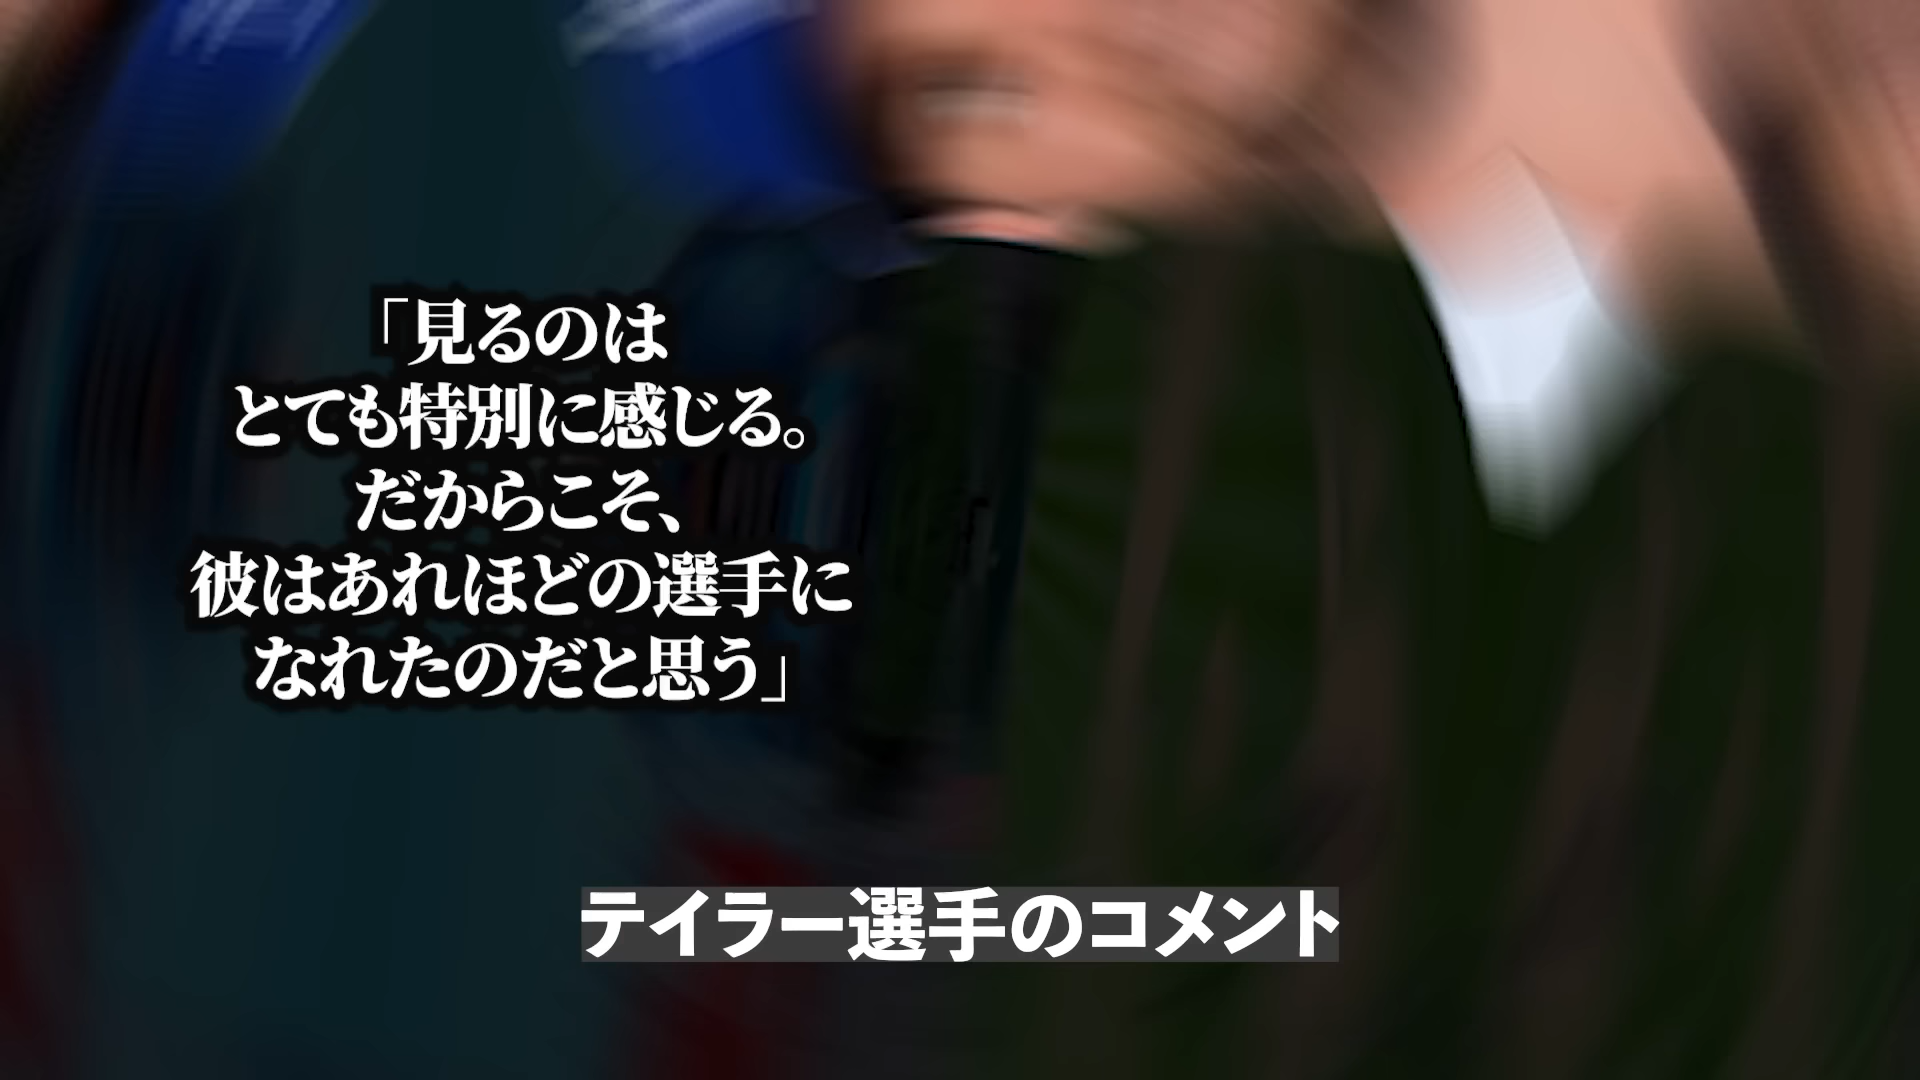 「見るのは
とても特別に感じる。
だからこそ、
彼はあれほどの選手に
なれたのだと思う」
テイラー選手のコメント